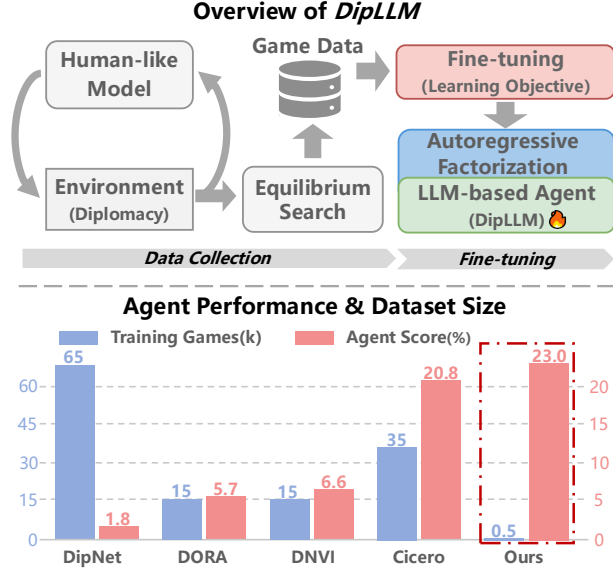 Overview of DipLLM
Human-like
Model
Environment
(Diplomacy)
Game Data
Equilibrium
Search
Fine-tuning
(Learning Objective)
Autoregressive
Factorization
LLM-based Agent
(DipLLM)
Data Collection
Fine-tuning
Agent Performance & Dataset Size
Training Games(k)
Agent Score(%)
60
45
30
15
0
65
1.8
15
5.7
15
6.6
35
20.8
0.5
23.0
20
15
10
5
0
DipNet
DORA
DNVI
Cicero
Ours